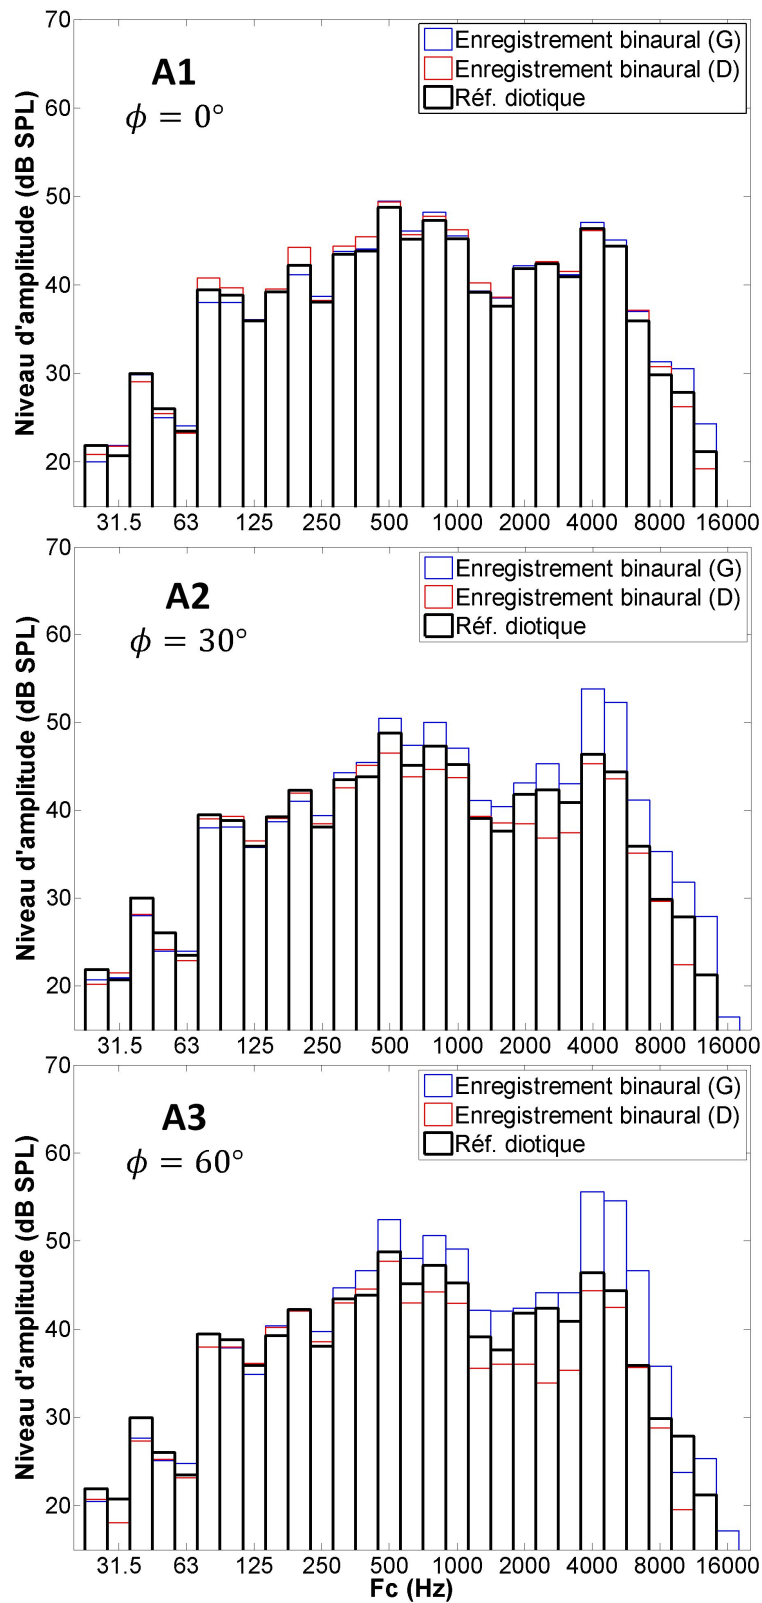 70
60
50
40
30
20
Niveau d'amplitude (dB SPL)
A1
ϕ = 0°
Enregistrement binaural (G)
Enregistrement binaural (D)
Réf. diotique
31.5 63 125 250 500 1000 2000 4000 8000 16000
70
60
50
40
30
20
Niveau d'amplitude (dB SPL)
A2
ϕ = 30°
Enregistrement binaural (G)
Enregistrement binaural (D)
Réf. diotique
31.5 63 125 250 500 1000 2000 4000 8000 16000
70
60
50
40
30
20
Niveau d'amplitude (dB SPL)
A3
ϕ = 60°
Enregistrement binaural (G)
Enregistrement binaural (D)
Réf. diotique
31.5 63 125 250 500 1000 2000 4000 8000 16000
Fc (Hz)